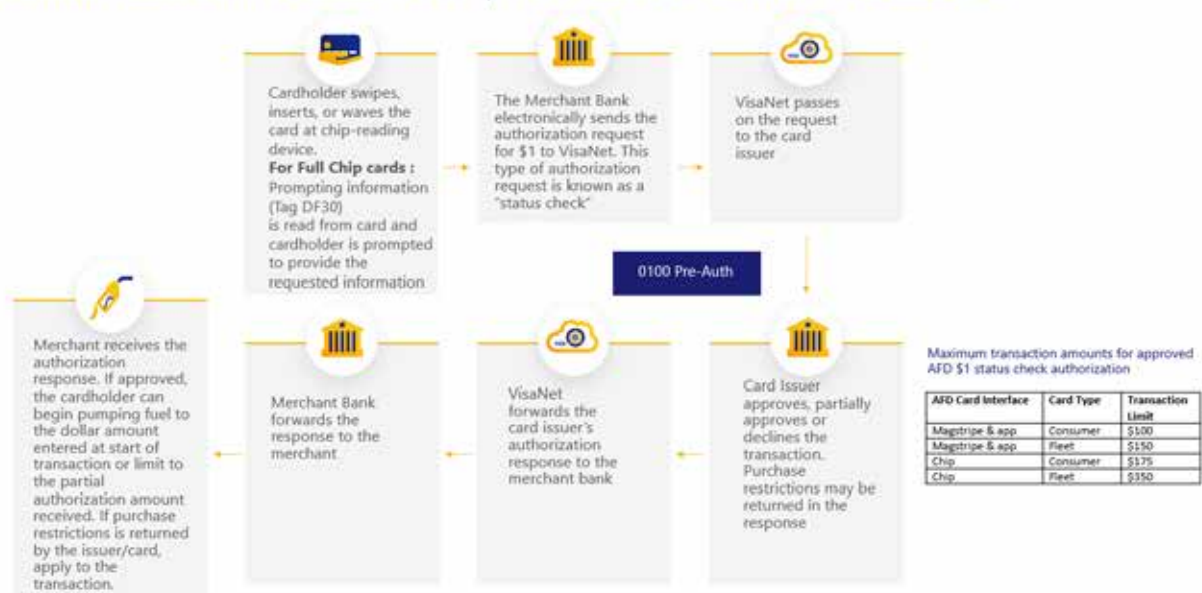 Cardholder swipes,
inserts, or waves the
card at chip-reading
device.
For Full Chip cards :
Prompting information
(Tag DF30)
is read from card and
cardholder is prompted
to provide the
requested information
The Merchant Bank
electronically sends the
authorization request
for $1 to VisaNet. This
type of authorization
request is known as a
"status check"
VisaNet passes
on the request
to the card
issuer
0100 Pre-Auth
Card Issuer
approves, partially
approves or
declines the
transaction.
Purchase
restrictions may be
returned in the
response
VisaNet
forwards the
card issuer's
authorization
response to the
merchant bank
Merchant Bank
forwards the
response to the
merchant
Merchant receives the
authorization
response. If approved,
the cardholder can
begin pumping fuel to
the dollar amount
entered at start of
transaction or limit to
the partial
authorization amount
received. If purchase
restrictions is returned
by the issuer/card,
apply to the
transaction.
Maximum transaction amounts for approved
AFD $1 status check authorization
AFD Card Interface Card Type Transaction
Limit
Magstripe & app Consumer $100
Magstripe & app Fleet $150
Chip Consumer $175
Chip Fleet $350